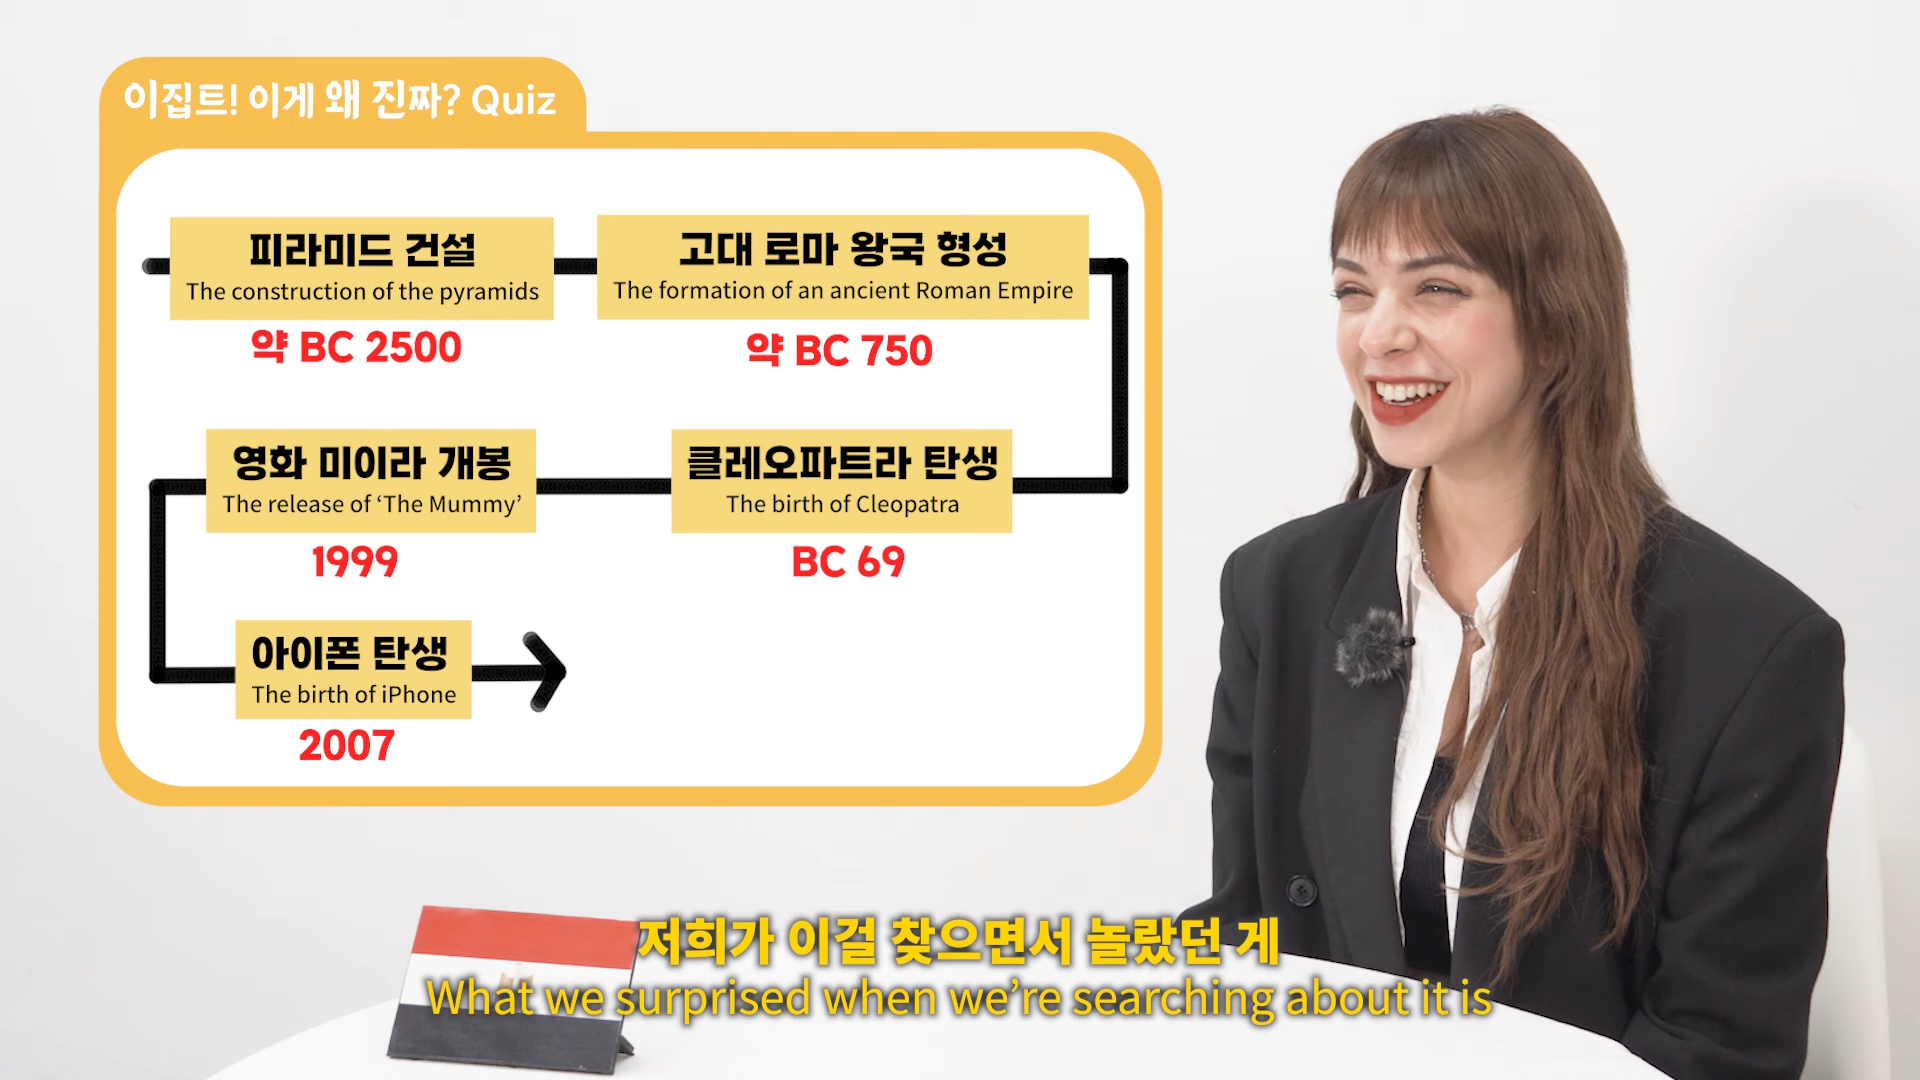 이집트! 이게 왜 진짜? Quiz
피라미드 건설
The construction of the pyramids
약 BC 2500
고대 로마 왕국 형성
The formation of an ancient Roman Empire
약 BC 750
클레오파트라 탄생
The birth of Cleopatra
BC 69
영화 미이라 개봉
The release of ‘The Mummy’
1999
아이폰 탄생
The birth of iPhone
2007
저희가 이걸 찾으면서 놀랐던 게
What we surprised when we’re searching about it is